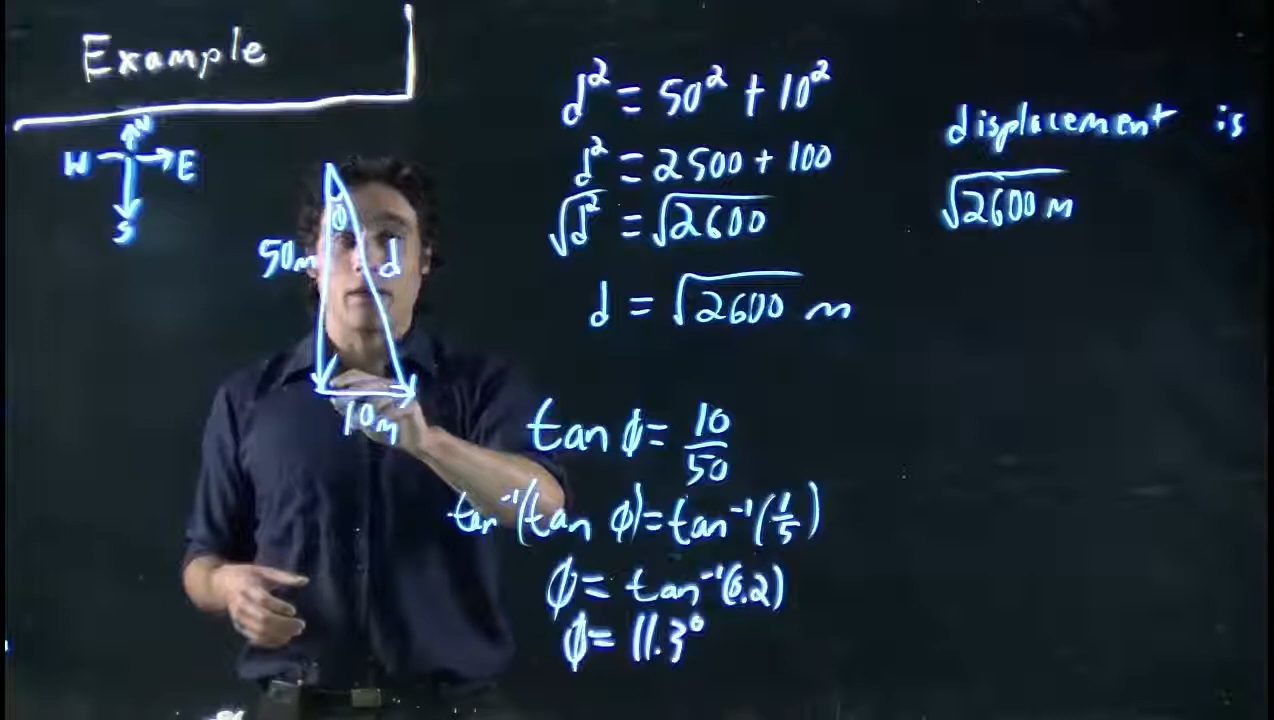 Example
N
W E
S
50m
ϕ
d
10m
d² = 50² + 10²
d² = 2500 + 100
√d² = √2600
d = √2600 m
tan ϕ = 10/50
tan⁻¹(tan ϕ) = tan⁻¹(1/5)
ϕ = tan⁻¹(0.2)
ϕ = 11.3°
displacement is
√2600 m